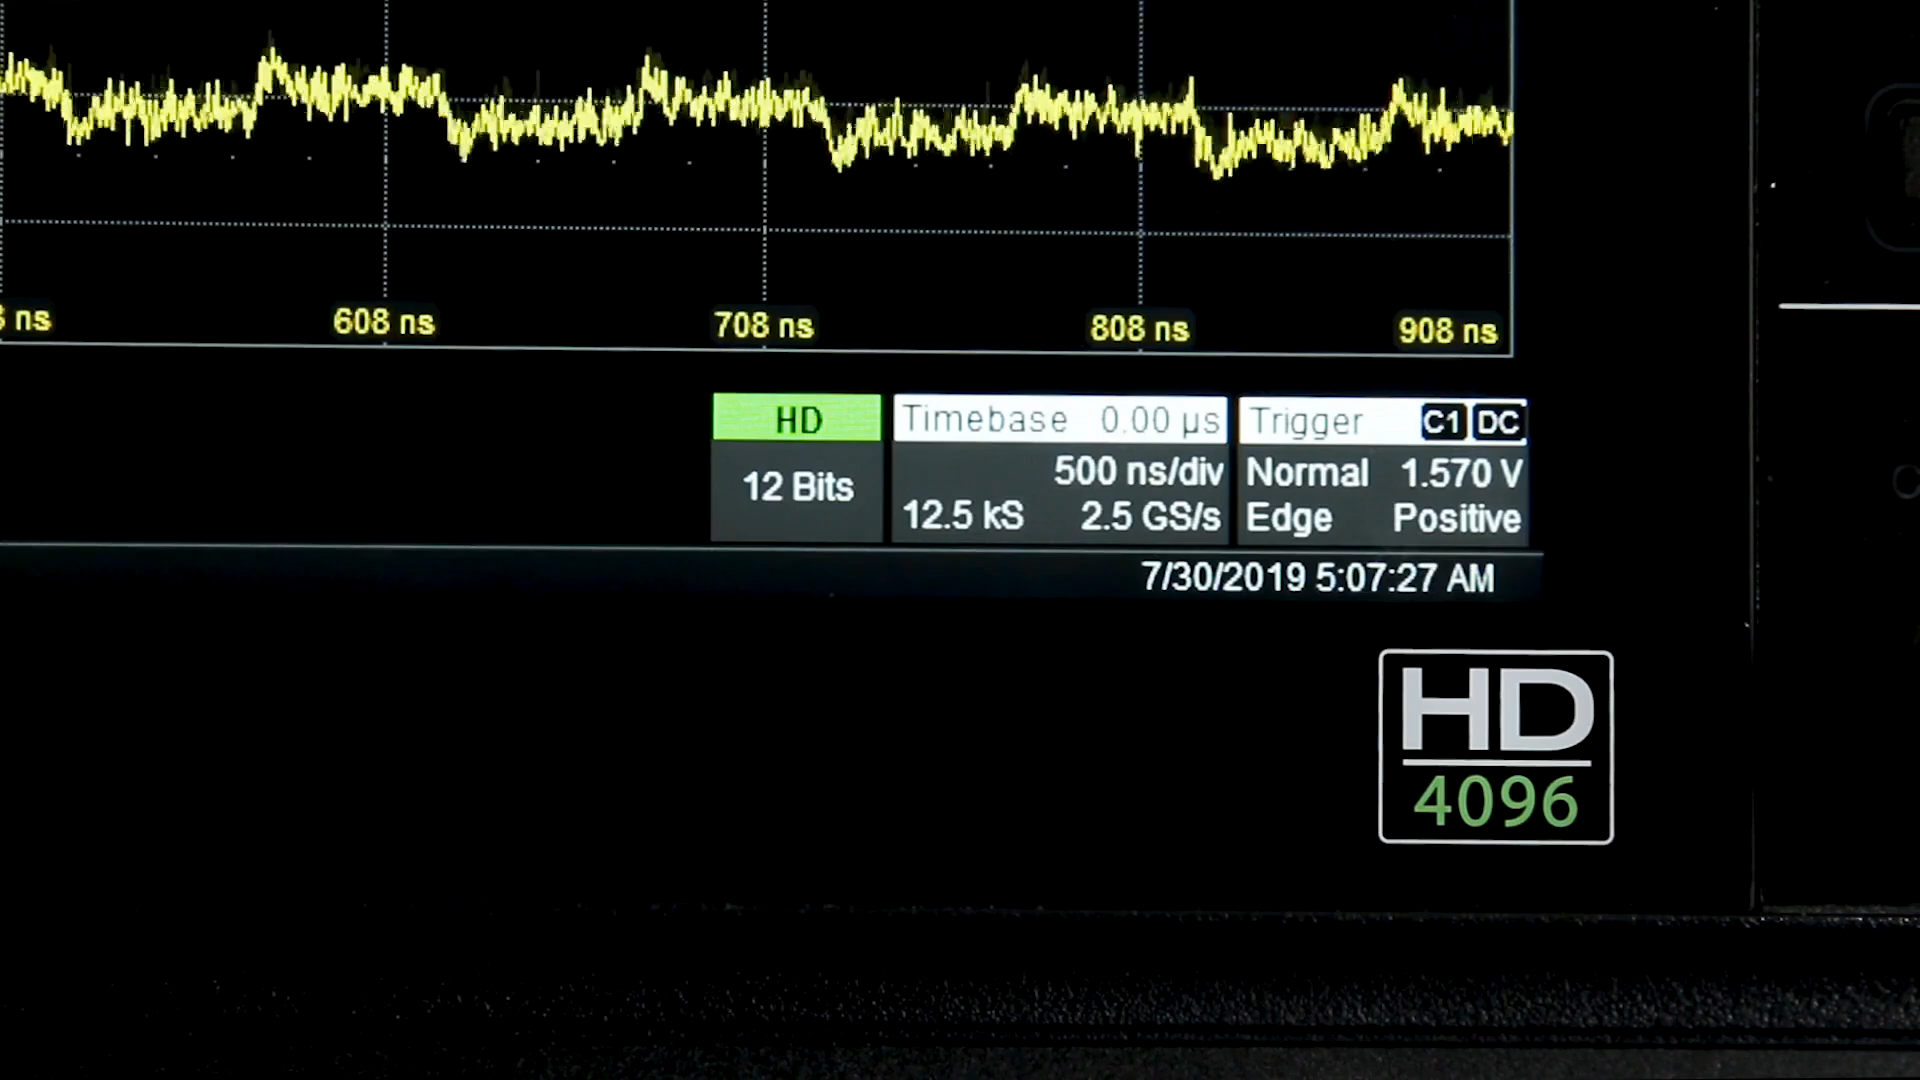 ns
608 ns
708 ns
808 ns
908 ns
HD
12 Bits
Timebase 0.00 µs
500 ns/div
12.5 kS 2.5 GS/s
Trigger C1 DC
Normal 1.570 V
Edge Positive
7/30/2019 5:07:27 AM
HD
4096